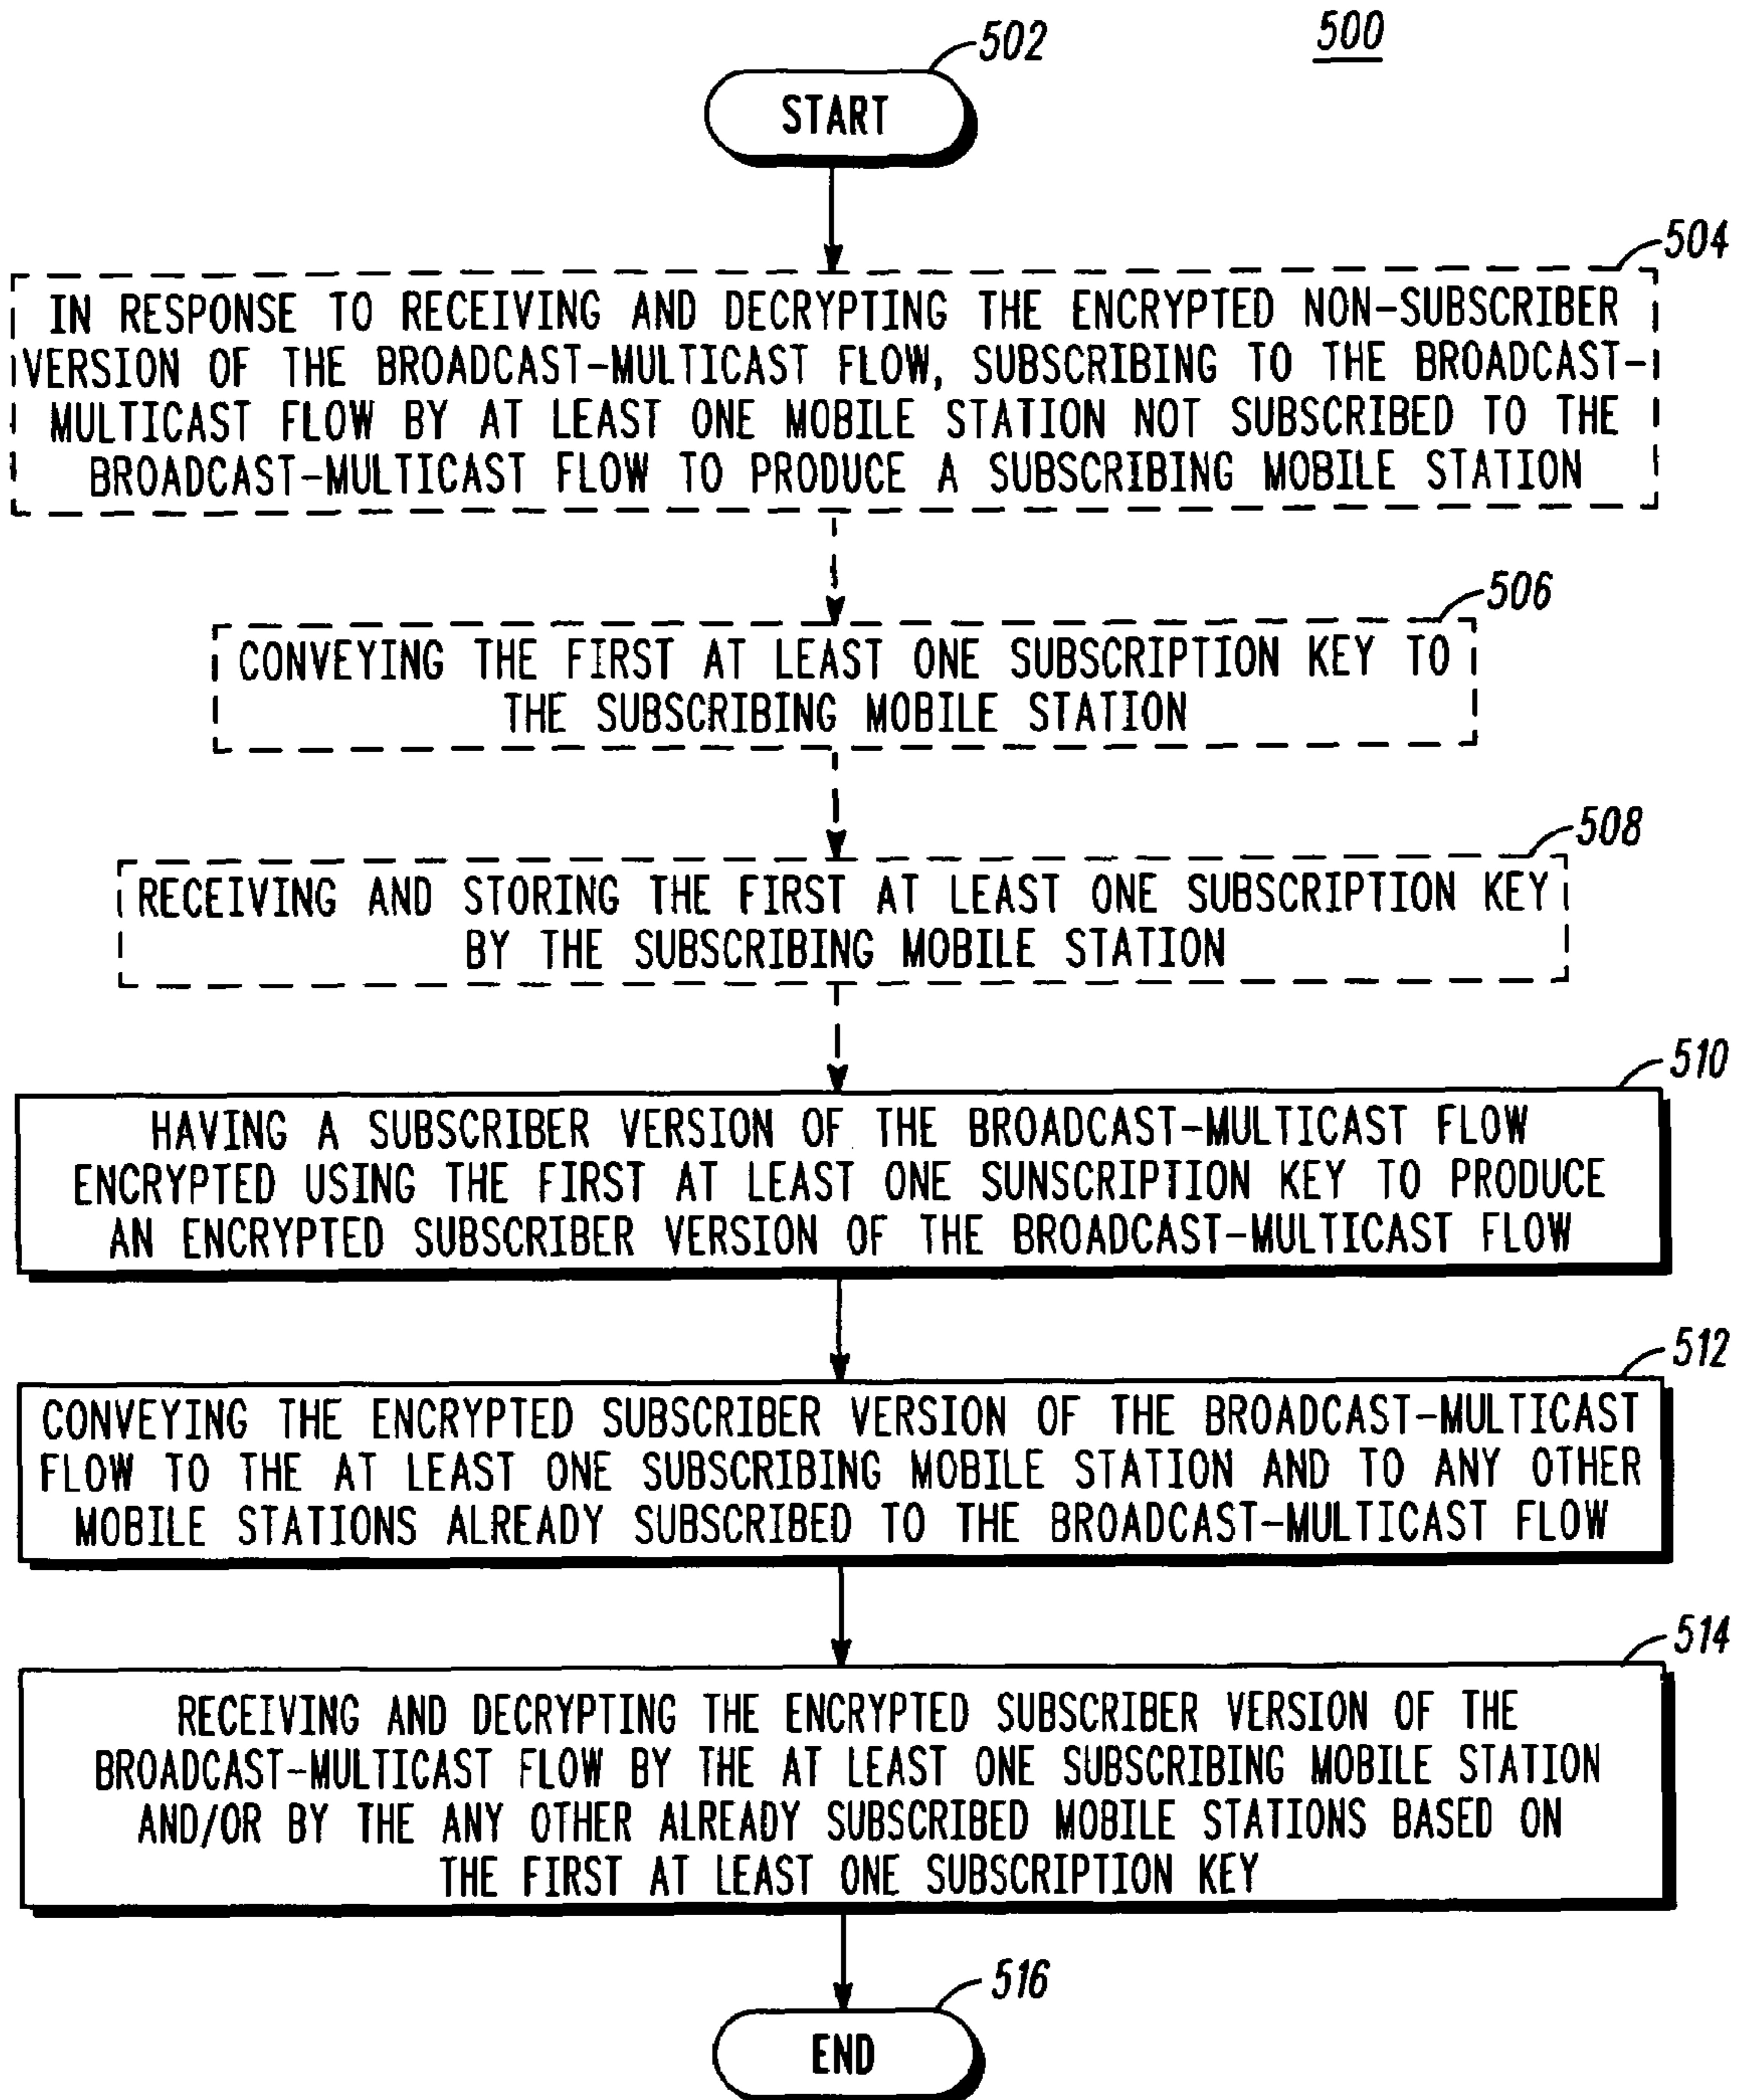 500
502
START
504
IN RESPONSE TO RECEIVING AND DECRYPTING THE ENCRYPTED NON-SUBSCRIBER
VERSION OF THE BROADCAST-MULTICAST FLOW, SUBSCRIBING TO THE BROADCAST-
MULTICAST FLOW BY AT LEAST ONE MOBILE STATION NOT SUBSCRIBED TO THE
BROADCAST-MULTICAST FLOW TO PRODUCE A SUBSCRIBING MOBILE STATION
506
CONVEYING THE FIRST AT LEAST ONE SUBSCRIPTION KEY TO
THE SUBSCRIBING MOBILE STATION
508
RECEIVING AND STORING THE FIRST AT LEAST ONE SUBSCRIPTION KEY
BY THE SUBSCRIBING MOBILE STATION
510
HAVING A SUBSCRIBER VERSION OF THE BROADCAST-MULTICAST FLOW
ENCRYPTED USING THE FIRST AT LEAST ONE SUNSCRIPTION KEY TO PRODUCE
AN ENCRYPTED SUBSCRIBER VERSION OF THE BROADCAST-MULTICAST FLOW
512
CONVEYING THE ENCRYPTED SUBSCRIBER VERSION OF THE BROADCAST-MULTICAST
FLOW TO THE AT LEAST ONE SUBSCRIBING MOBILE STATION AND TO ANY OTHER
MOBILE STATIONS ALREADY SUBSCRIBED TO THE BROADCAST-MULTICAST FLOW
514
RECEIVING AND DECRYPTING THE ENCRYPTED SUBSCRIBER VERSION OF THE
BROADCAST-MULTICAST FLOW BY THE AT LEAST ONE SUBSCRIBING MOBILE STATION
AND/OR BY THE ANY OTHER ALREADY SUBSCRIBED MOBILE STATIONS BASED ON
THE FIRST AT LEAST ONE SUBSCRIPTION KEY
516
END